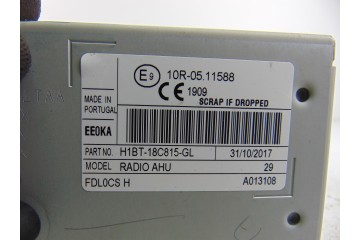 E9 10R-05.11588
CE 1909
SCRAP IF DROPPED
MADE IN
PORTUGAL
EEOKA
PART NO. H1BT-18C815-GL 31/10/2017
MODEL RADIO AHU 29
FDL0CS H A013108